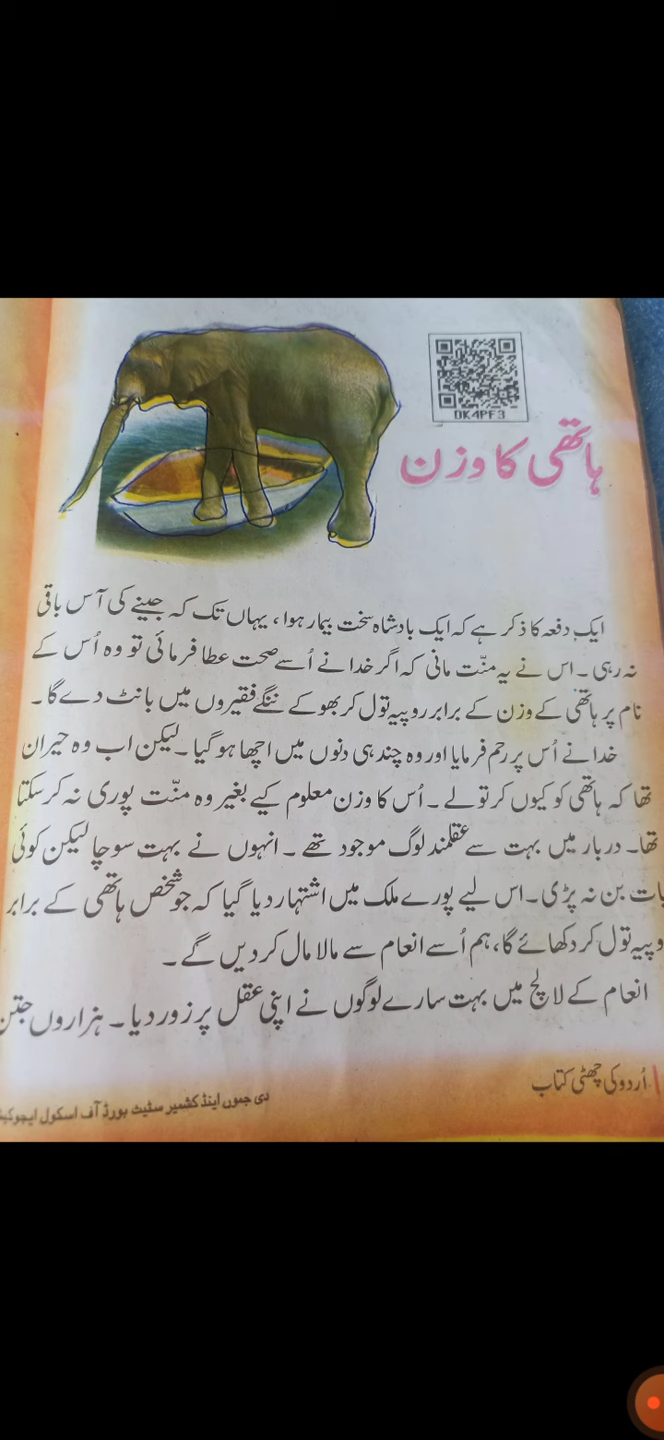 DK4PF3
ہاتھی کا وزن
ایک دفعہ کا ذکر ہے کہ ایک بادشاہ سخت بیمار ہوا، یہاں تک کہ جینے کی آس باقی
نہ رہی۔ اس نے یہ منّت مانی کہ اگر خدا نے اُسے صحت عطا فرمائی تو وہ اُس کے
نام پر ہاتھی کے وزن کے برابر روپیہ تول کر بھوکے ننگے فقیروں میں بانٹ دے گا۔
خدا نے اُس پر رحم فرمایا اور وہ چند ہی دنوں میں اچھا ہو گیا۔ لیکن اب وہ حیران
تھا کہ ہاتھی کو کیوں کر تولے۔ اُس کا وزن معلوم کیے بغیر وہ منّت پوری نہ کر سکتا
تھا۔ دربار میں بہت سے عقلمند لوگ موجود تھے۔ انہوں نے بہت سوچا لیکن کوئی
بات بن نہ پڑی۔ اس لیے پورے ملک میں اشتہار دیا گیا کہ جو شخص ہاتھی کے برابر
روپیہ تول کر دکھائے گا، ہم اُسے انعام سے مالا مال کر دیں گے۔
انعام کے لالچ میں بہت سارے لوگوں نے اپنی عقل پر زور دیا۔ ہزاروں جتن
اُردو کی چھٹی کتاب
دی جموں اینڈ کشمیر سٹیٹ بورڈ آف اسکول